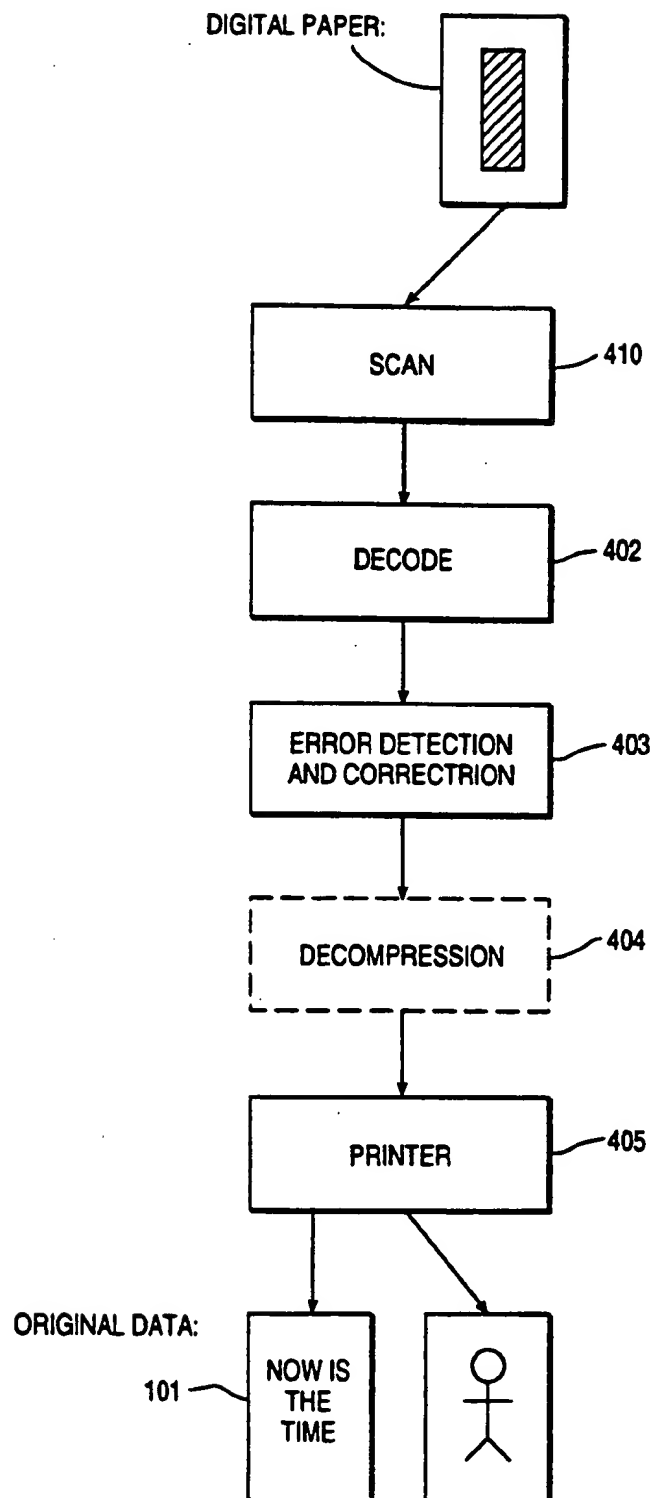 DIGITAL PAPER:
SCAN
410
DECODE
402
ERROR DETECTION
AND CORRECTRION
403
DECOMPRESSION
404
PRINTER
405
ORIGINAL DATA:
101
NOW IS
THE
TIME